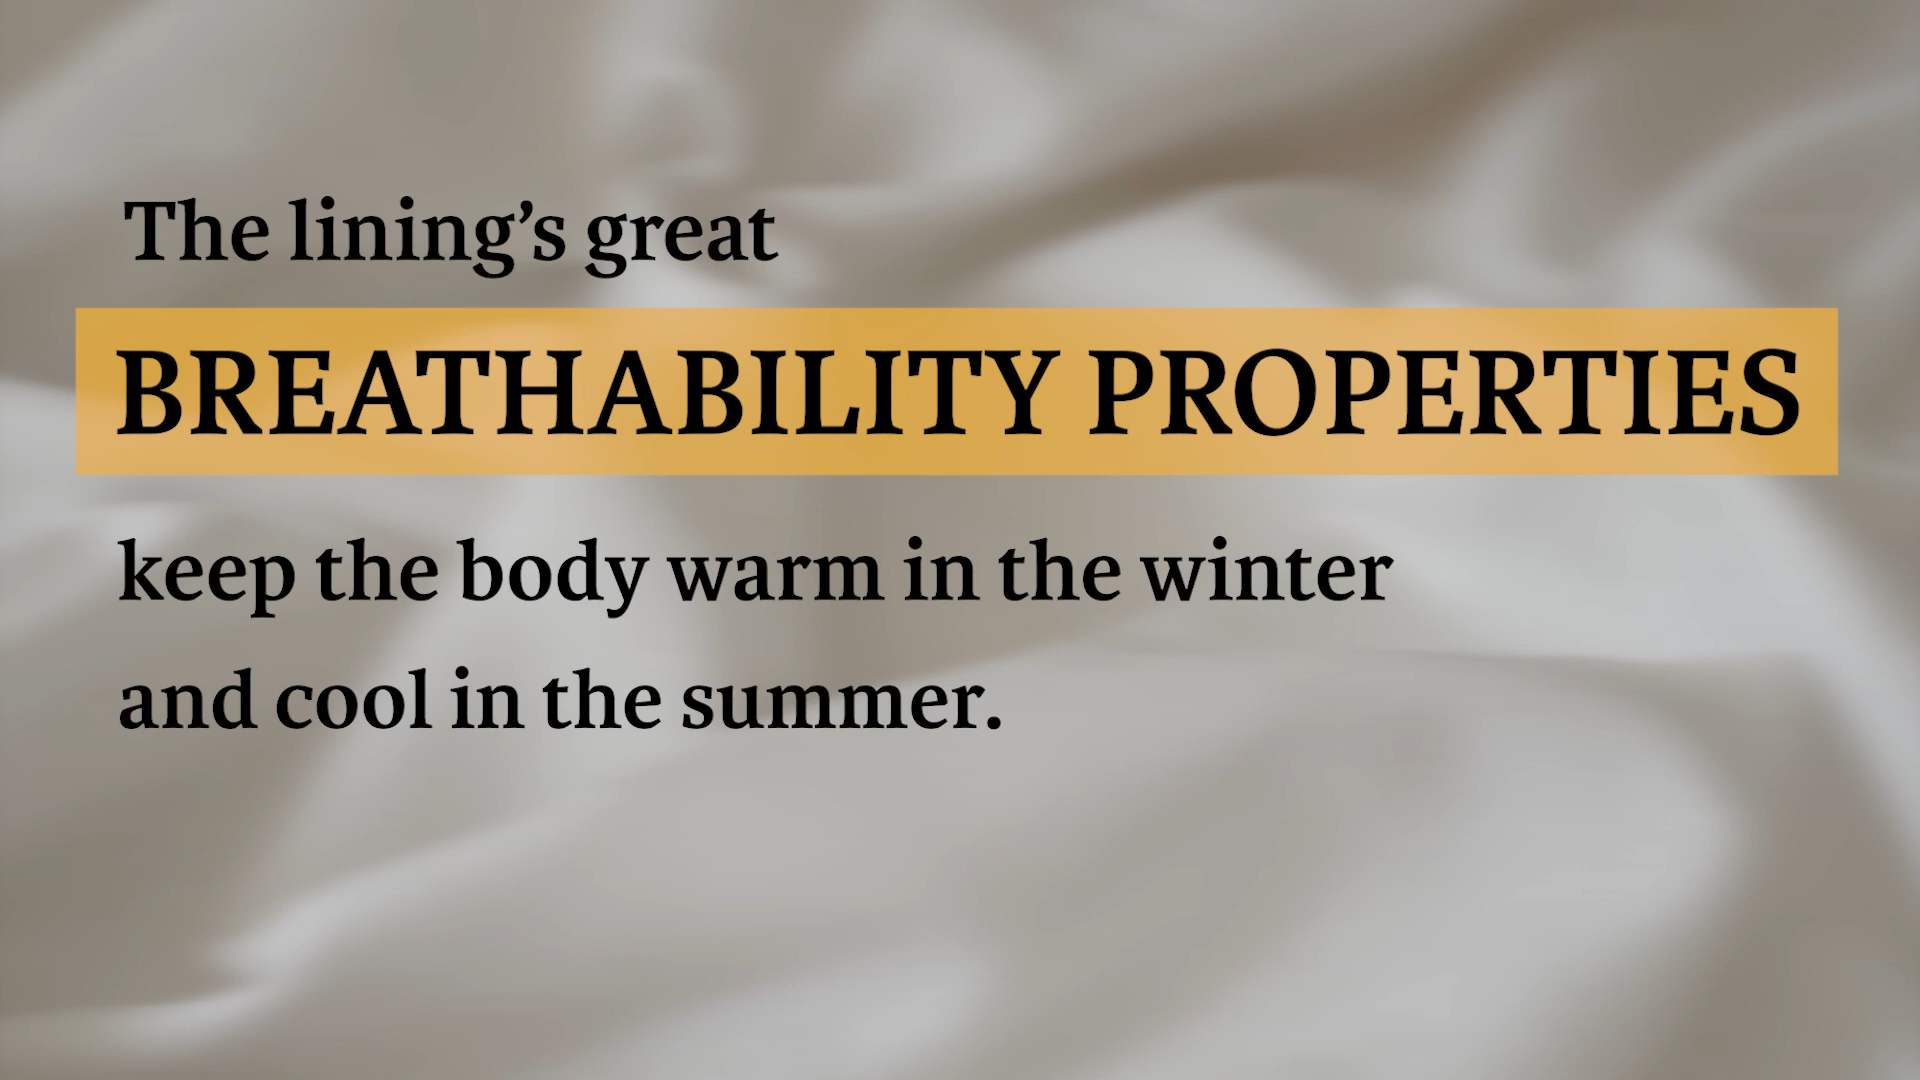 The lining’s great
BREATHABILITY PROPERTIES
keep the body warm in the winter
and cool in the summer.